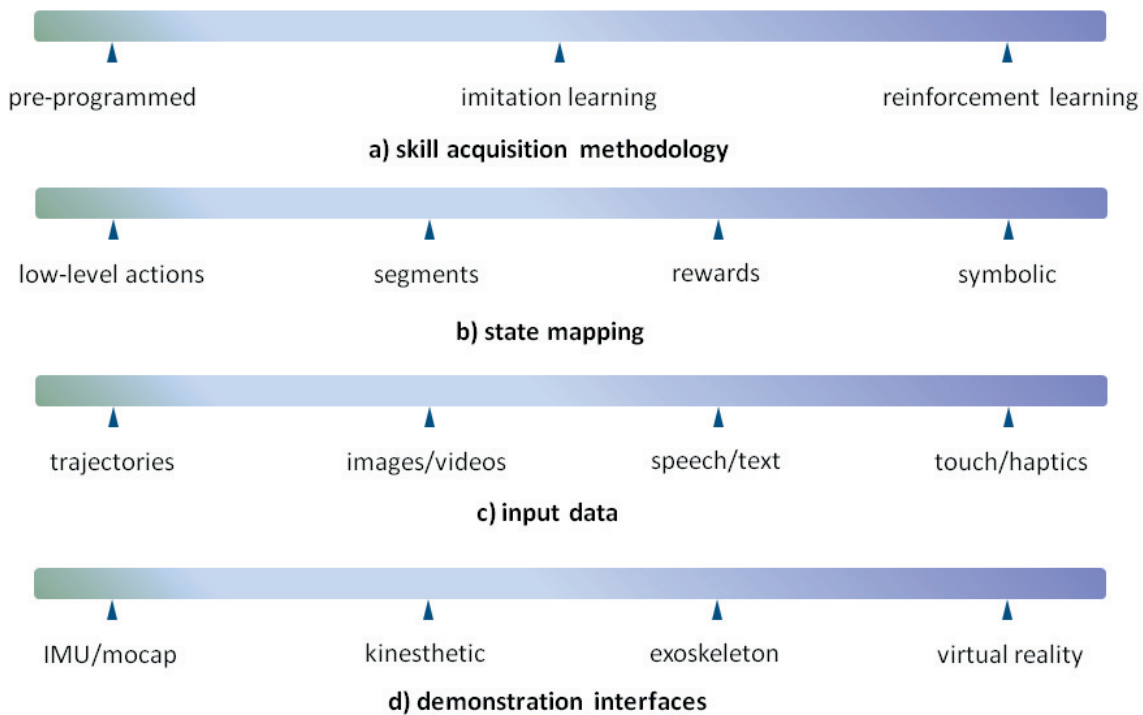 pre-programmed imitation learning reinforcement learning
a) skill acquisition methodology
low-level actions segments rewards symbolic
b) state mapping
trajectories images/videos speech/text touch/haptics
c) input data
IMU/mocap kinesthetic exoskeleton virtual reality
d) demonstration interfaces